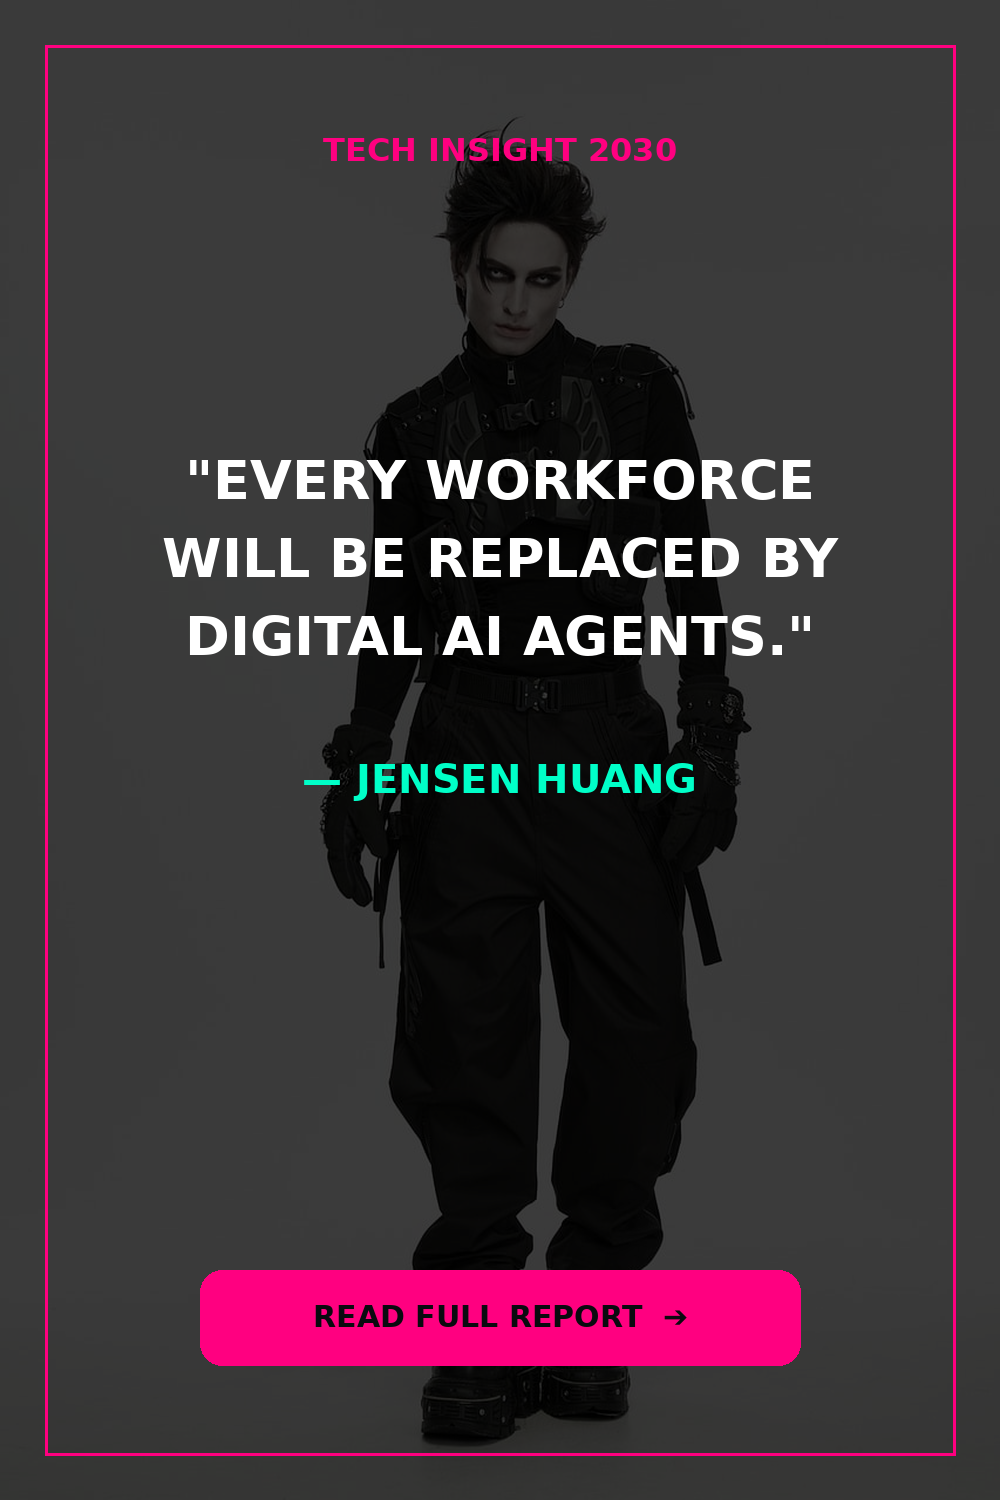 TECH INSIGHT 2030
"EVERY WORKFORCE
WILL BE REPLACED BY
DIGITAL AI AGENTS."
— JENSEN HUANG
READ FULL REPORT ➔